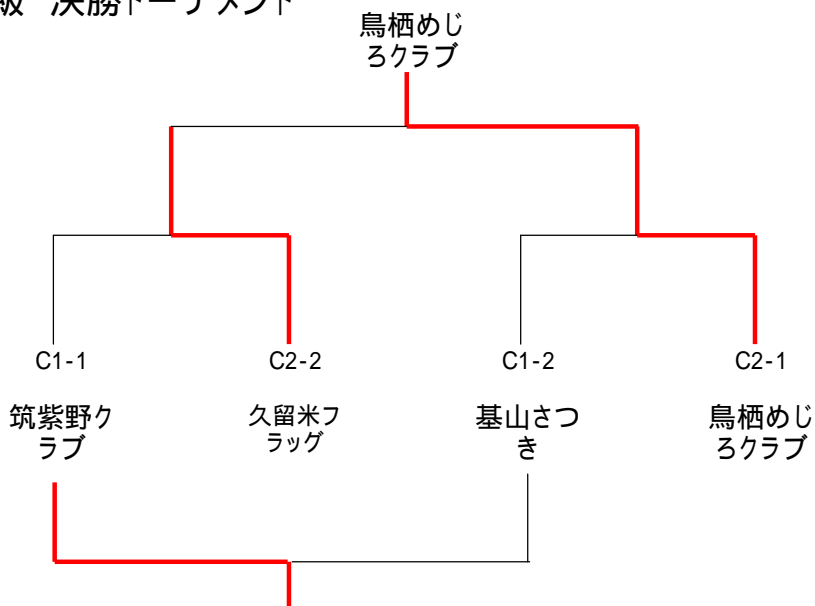 級 決勝トーナメント
鳥栖めじ
ろクラブ
C1-1
C2-2
C1-2
C2-1
筑紫野ク
ラブ
久留米フ
ラッグ
基山さつ
き
鳥栖めじ
ろクラブ